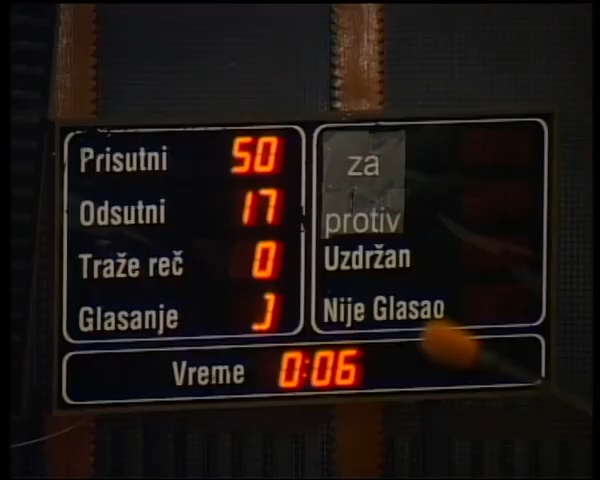 Prisutni 50
Odsutni 17
Traže reč 0
Glasanje
za
protiv
Uzdržan
Nije Glasao
Vreme 0:06